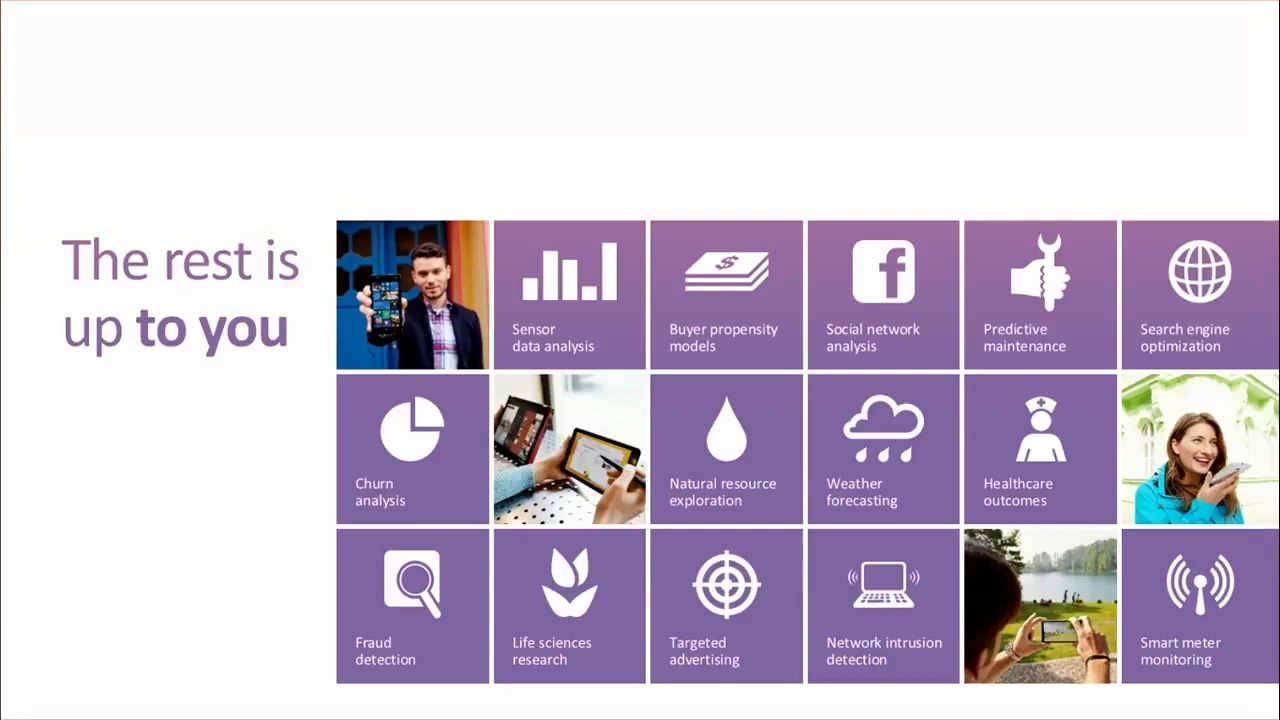 The rest is
up to you
Sensor
data analysis
Buyer propensity
models
Social network
analysis
Predictive
maintenance
Search engine
optimization
Churn
analysis
Natural resource
exploration
Weather
forecasting
Healthcare
outcomes
Fraud
detection
Life sciences
research
Targeted
advertising
Network intrusion
detection
Smart meter
monitoring